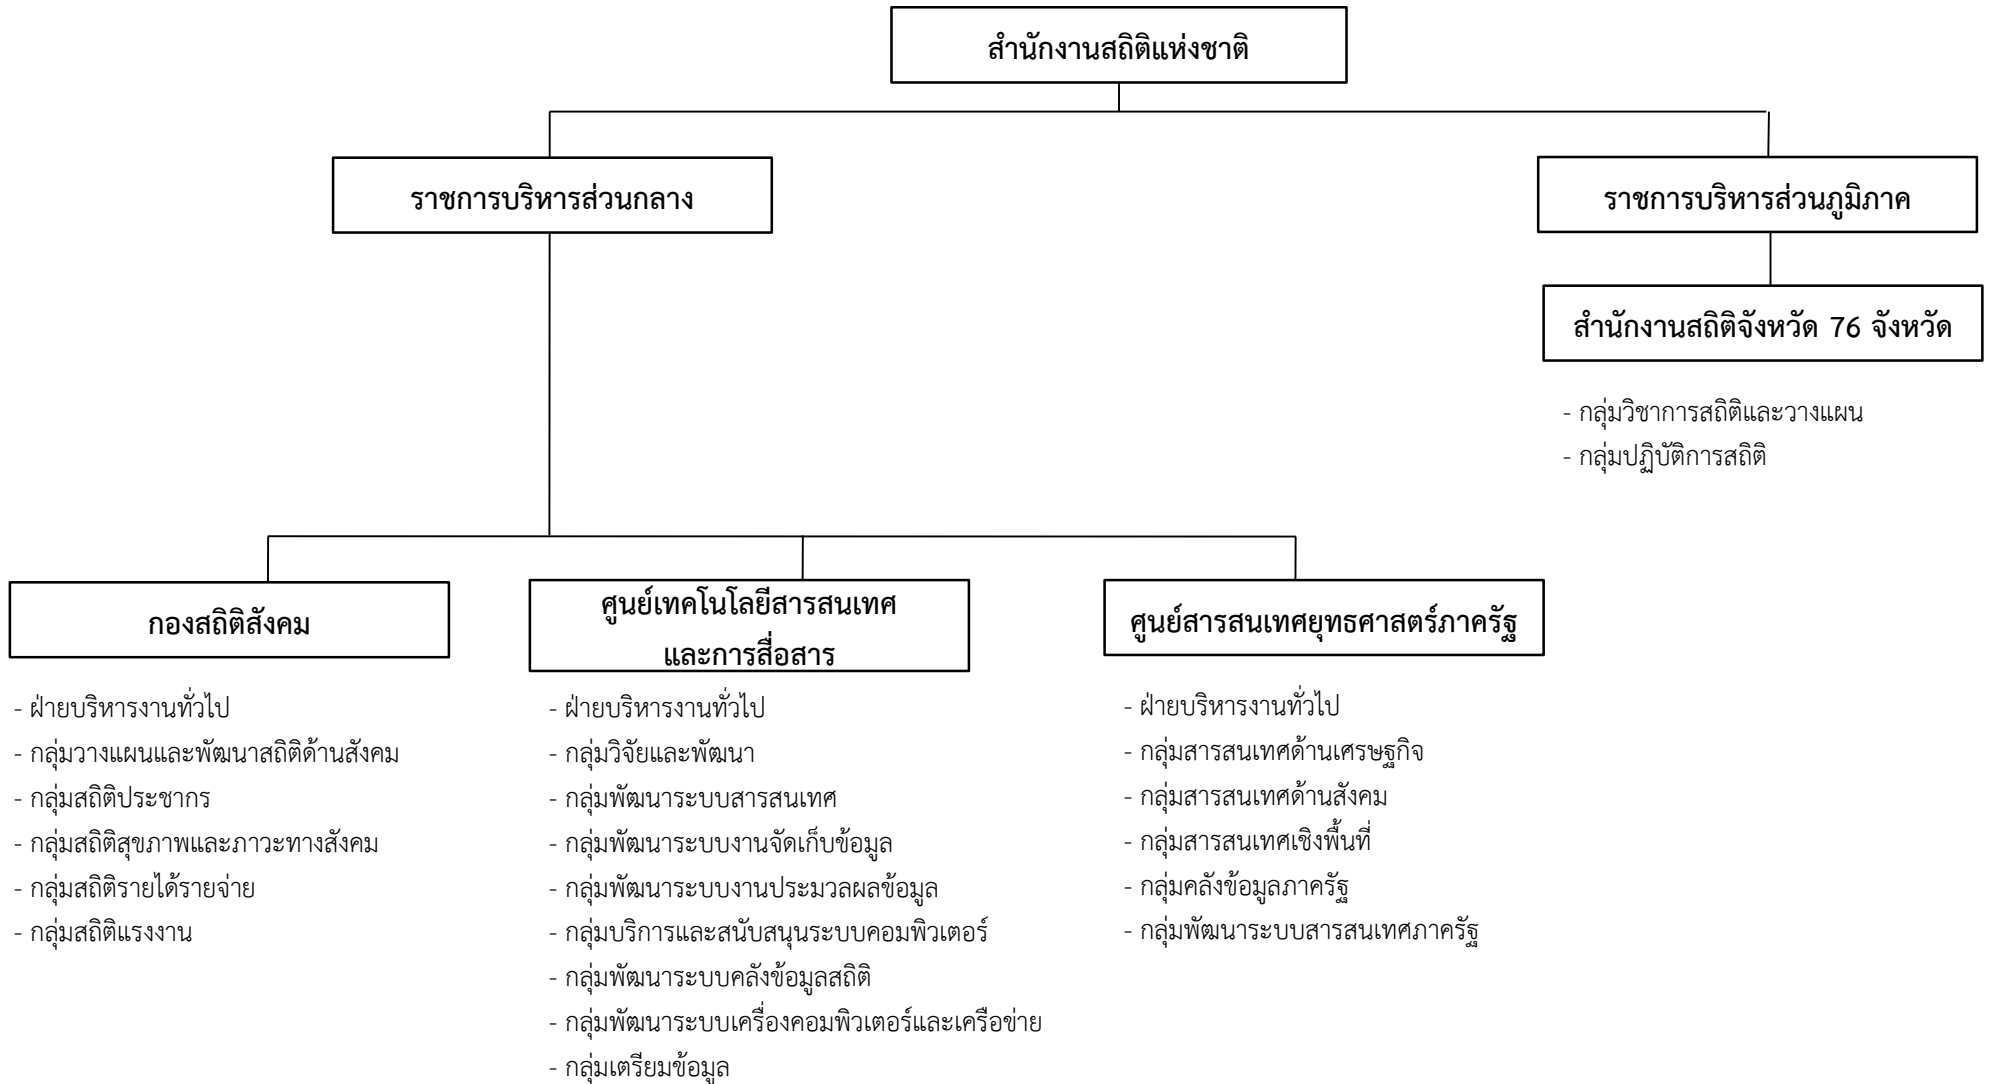 สำนักงานสถิติแห่งชาติ
ราชการบริหารส่วนกลาง
ราชการบริหารส่วนภูมิภาค
สำนักงานสถิติจังหวัด 76 จังหวัด
- กลุ่มวิชาการสถิติและวางแผน
- กลุ่มปฏิบัติการสถิติ
กองสถิติสังคม
- ฝ่ายบริหารงานทั่วไป
- กลุ่มวางแผนและพัฒนาสถิติด้านสังคม
- กลุ่มสถิติประชากร
- กลุ่มสถิติสุขภาพและภาวะทางสังคม
- กลุ่มสถิติรายได้รายจ่าย
- กลุ่มสถิติแรงงาน
ศูนย์เทคโนโลยีสารสนเทศ
และการสื่อสาร
- ฝ่ายบริหารงานทั่วไป
- กลุ่มวิจัยและพัฒนา
- กลุ่มพัฒนาระบบสารสนเทศ
- กลุ่มพัฒนาระบบงานจัดเก็บข้อมูล
- กลุ่มพัฒนาระบบงานประมวลผลข้อมูล
- กลุ่มบริการและสนับสนุนระบบคอมพิวเตอร์
- กลุ่มพัฒนาระบบคลังข้อมูลสถิติ
- กลุ่มพัฒนาระบบเครื่องคอมพิวเตอร์และเครือข่าย
- กลุ่มเตรียมข้อมูล
ศูนย์สารสนเทศยุทธศาสตร์ภาครัฐ
- ฝ่ายบริหารงานทั่วไป
- กลุ่มสารสนเทศด้านเศรษฐกิจ
- กลุ่มสารสนเทศด้านสังคม
- กลุ่มสารสนเทศเชิงพื้นที่
- กลุ่มคลังข้อมูลภาครัฐ
- กลุ่มพัฒนาระบบสารสนเทศภาครัฐ